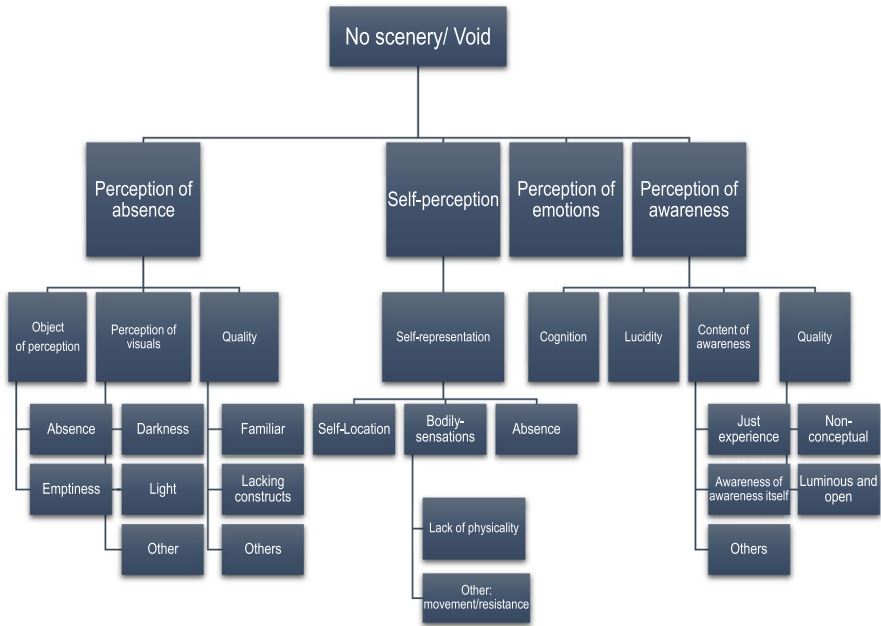 No scenery/ Void
Perception of
absence
Self-perception
Perception of
emotions
Perception of
awareness
Object
of perception
Perception of
visuals
Quality
Self-representation
Cognition
Lucidity
Content of
awareness
Quality
Absence
Darkness
Familiar
Self-Location
Bodily-
sensations
Absence
Just
experience
Non-
conceptual
Emptiness
Light
Lacking
constructs
Awareness of
awareness itself
Luminous and
open
Other
Others
Lack of physicality
Others
Other:
movement/resistance